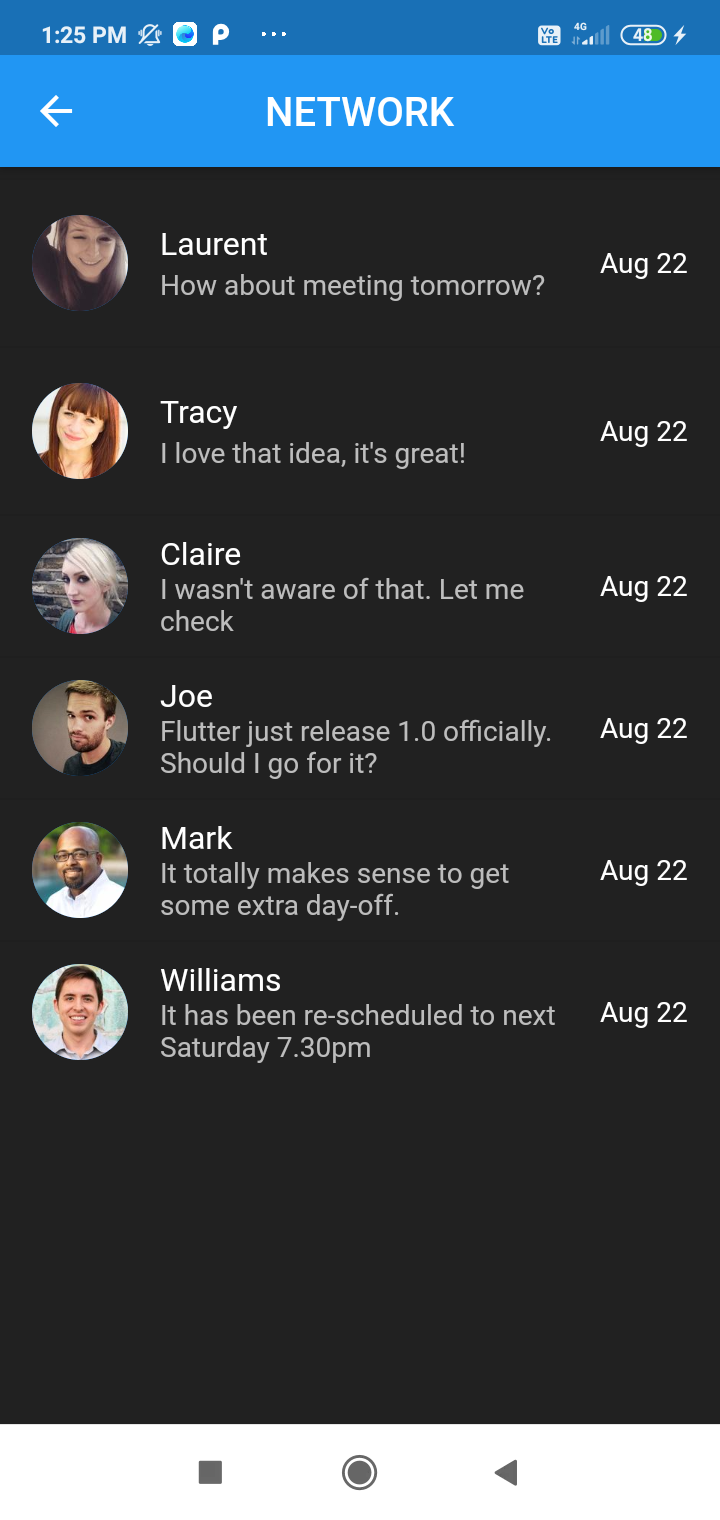 1:25 PM
Vo LTE
4G
48
NETWORK
Laurent
How about meeting tomorrow?
Aug 22
Tracy
I love that idea, it's great!
Aug 22
Claire
I wasn't aware of that. Let me
check
Aug 22
Joe
Flutter just release 1.0 officially.
Should I go for it?
Aug 22
Mark
It totally makes sense to get
some extra day-off.
Aug 22
Williams
It has been re-scheduled to next
Saturday 7.30pm
Aug 22